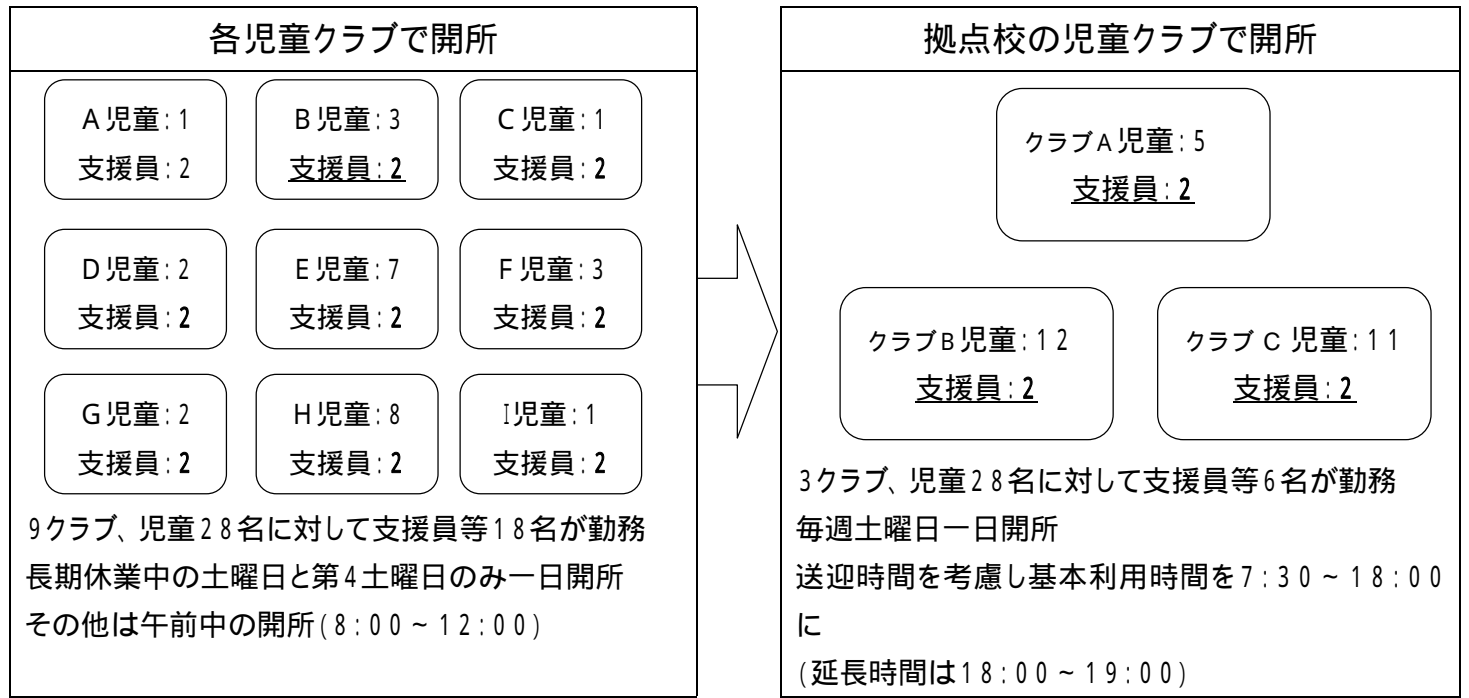 各児童クラブで開所
A児童:1
支援員:2
B児童:3
支援員:2
C児童:1
支援員:2
D児童:2
支援員:2
E児童:7
支援員:2
F児童:3
支援員:2
G児童:2
支援員:2
H児童:8
支援員:2
I児童:1
支援員:2
9クラブ、児童28名に対して支援員等18名が勤務
長期休業中の土曜日と第4土曜日のみ一日開所
その他は午前中の開所(8:00~12:00)
拠点校の児童クラブで開所
クラブA児童:5
支援員:2
クラブB児童:12
支援員:2
クラブC児童:11
支援員:2
3クラブ、児童28名に対して支援員等6名が勤務
毎週土曜日一日開所
送迎時間を考慮し基本利用時間を7:30~18:00
に
(延長時間は18:00~19:00)